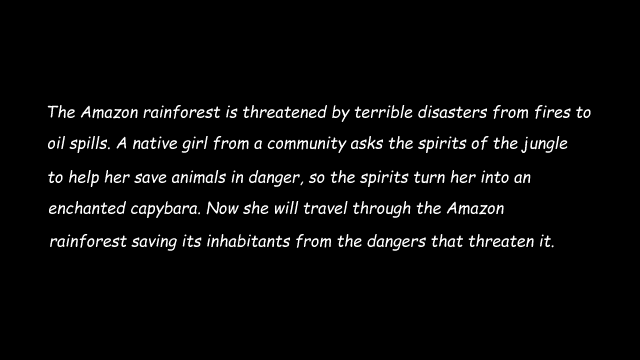 The Amazon rainforest is threatened by terrible disasters from fires to
oil spills. A native girl from a community asks the spirits of the jungle
to help her save animals in danger, so the spirits turn her into an
enchanted capybara. Now she will travel through the Amazon
rainforest saving its inhabitants from the dangers that threaten it.